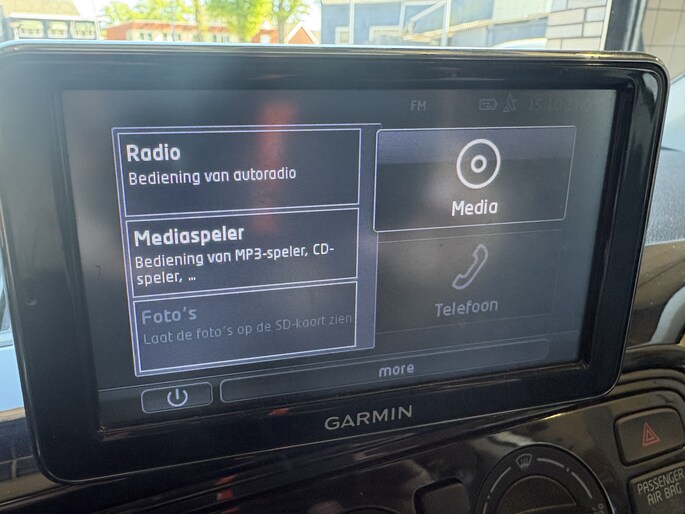 FM
Radio
Bediening van autoradio
Mediaspeler
Bediening van MP3-speler, CD-
speler, ...
Foto's
Laat de foto's op de SD-kaart zien
Media
Telefoon
more
GARMIN
PASSENGER
AIR BAG